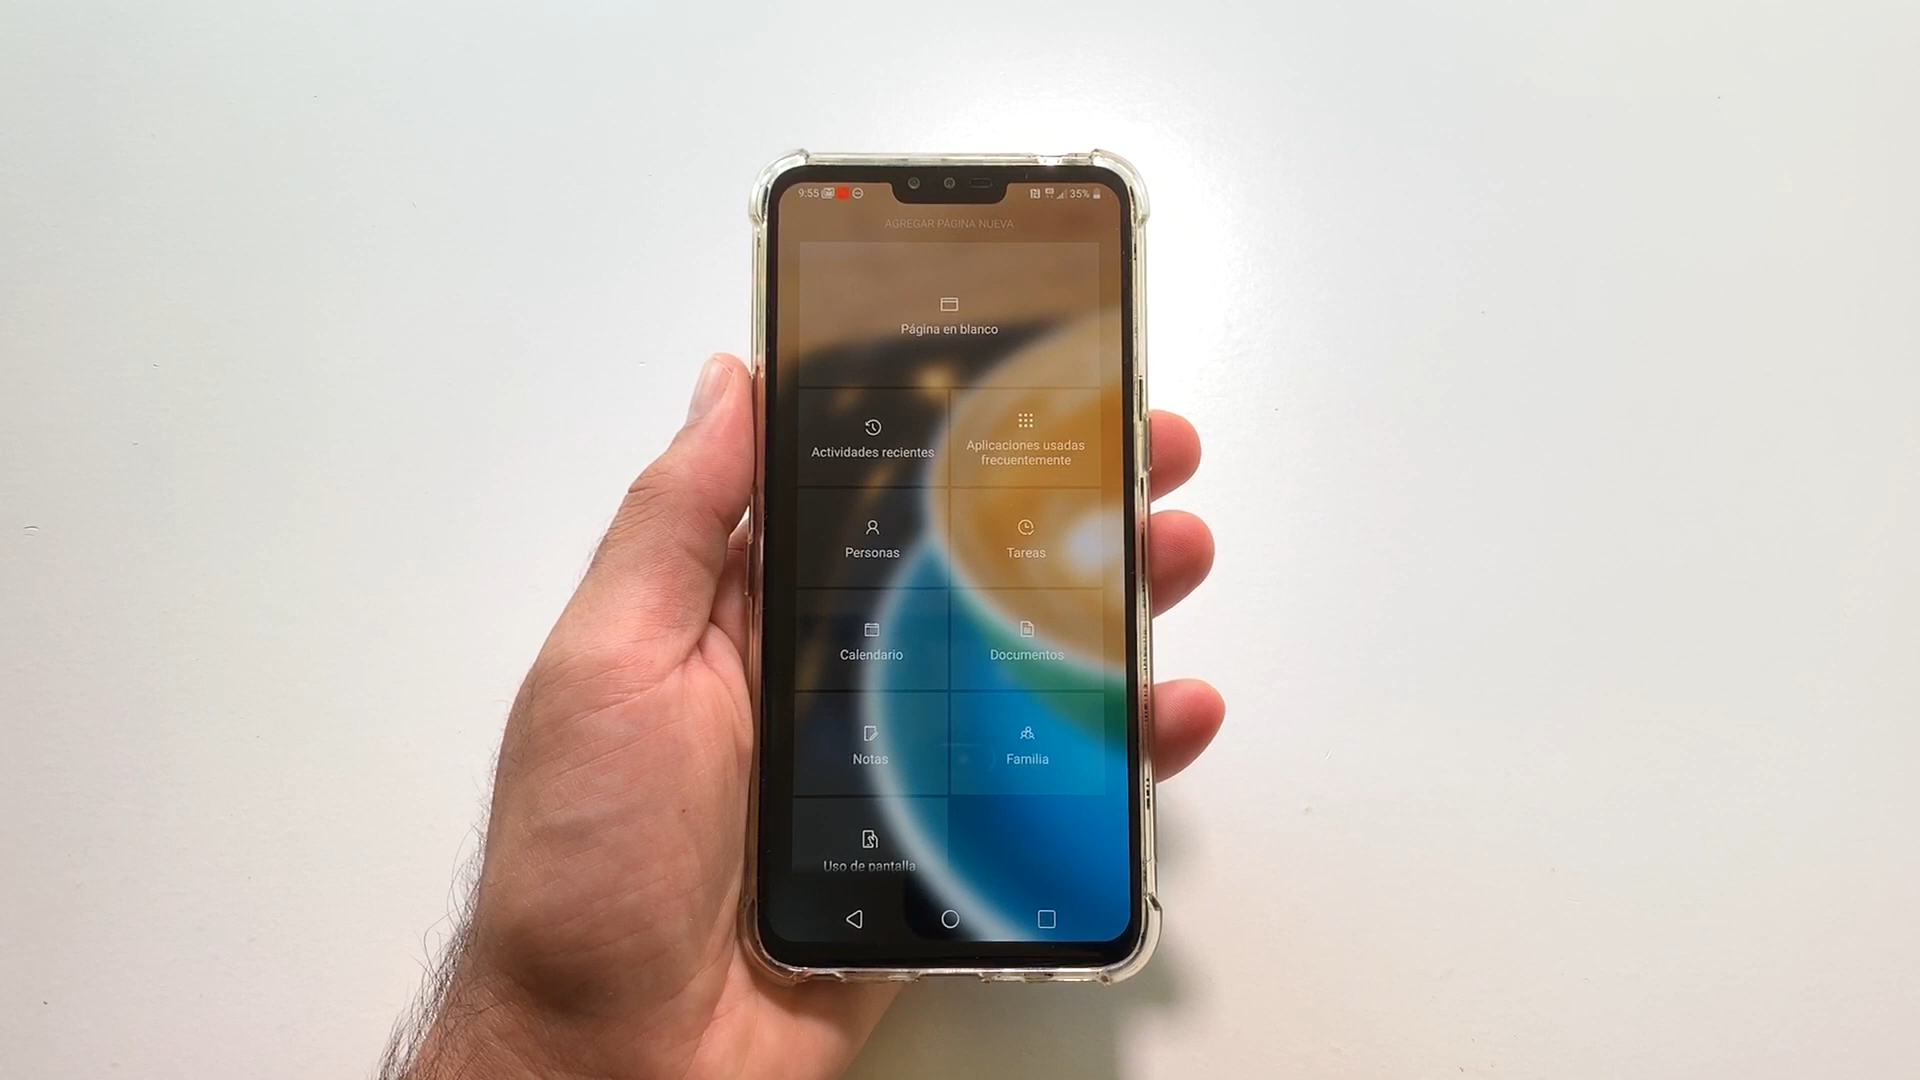 9:55 35%
AGREGAR PÁGINA NUEVA
Página en blanco
Actividades recientes
Aplicaciones usadas
frecuentemente
Personas
Tareas
Calendario
Documentos
Notas
Familia
Uso de pantalla